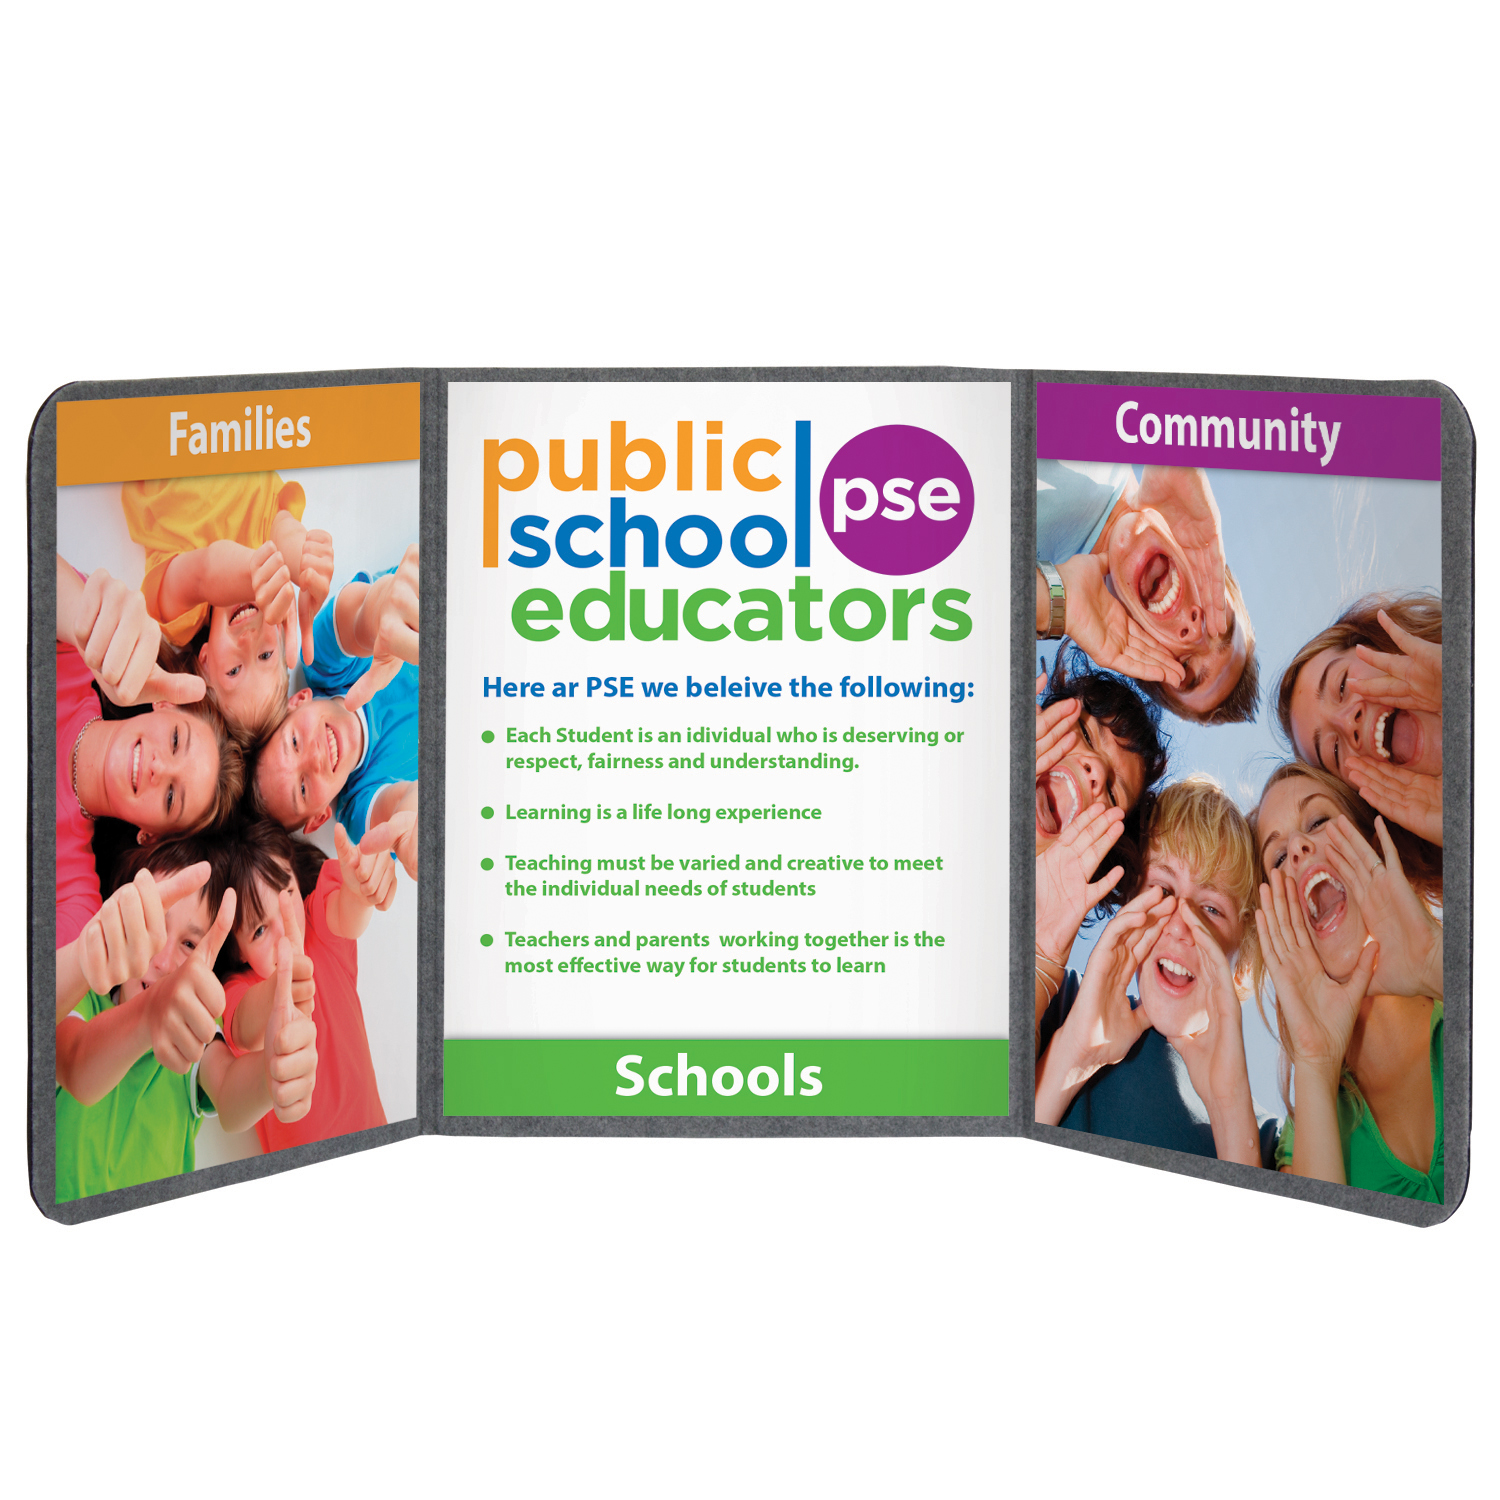 Families
public
school
educators
pse
Here ar PSE we beleive the following:
● Each Student is an idividual who is deserving or
respect, fairness and understanding.
● Learning is a life long experience
● Teaching must be varied and creative to meet
the individual needs of students
● Teachers and parents  working together is the
most effective way for students to learn
Schools
Community